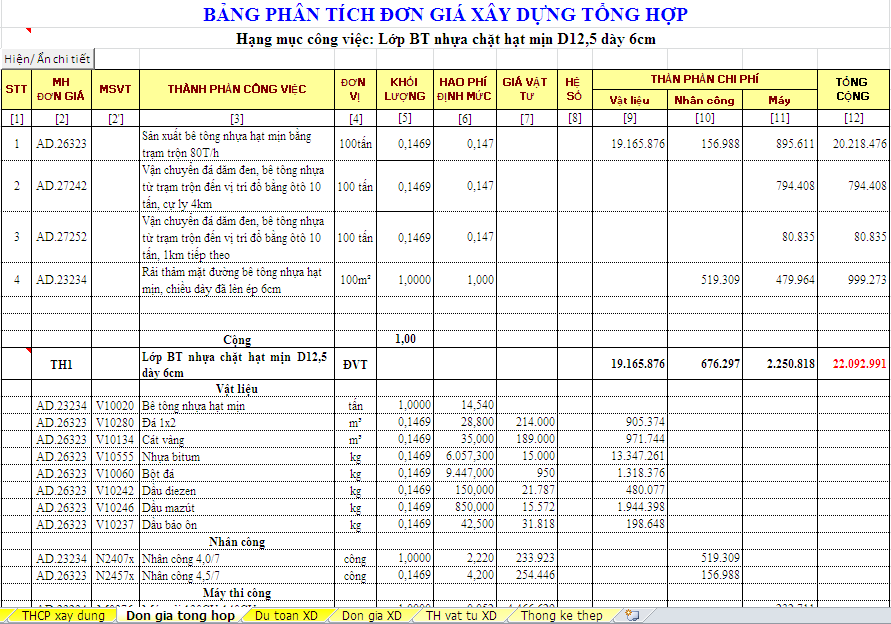 BẢNG PHÂN TÍCH ĐƠN GIÁ XÂY DỰNG TỔNG HỢP
Hạng mục công việc: Lớp BT nhựa chặt hạt mịn D12,5 dày 6cm
Hiện/ Ẩn chi tiết
STT MH ĐƠN GIÁ MSVT THÀNH PHẦN CÔNG VIỆC ĐƠN VỊ KHỐI LƯỢNG HAO PHÍ ĐỊNH MỨC GIÁ VẬT TƯ HỆ SỐ THÀN PHẦN CHI PHÍ TỔNG CỘNG
Vật liệu Nhân công Máy
[1] [2] [2'] [3] [4] [5] [6] [7] [8] [9] [10] [11] [12]
1 AD.26323 Sản xuất bê tông nhựa hạt mịn bằng trạm trộn 80T/h 100tấn 0,1469 0,147 19.165.876 156.988 895.611 20.218.476
2 AD.27242 Vận chuyển đá dăm đen, bê tông nhựa từ trạm trộn đến vị trí đổ bằng ôtô 10 tấn, cự ly 4km 100 tấn 0,1469 0,147 794.408 794.408
3 AD.27252 Vận chuyển đá dăm đen, bê tông nhựa từ trạm trộn đến vị trí đổ bằng ôtô 10 tấn, 1km tiếp theo 100 tấn 0,1469 0,147 80.835 80.835
4 AD.23234 Rải thảm mặt đường bê tông nhựa hạt mịn, chiều dày đã lèn ép 6cm 100m² 1,0000 1,000 519.309 479.964 999.273
Cộng 1,00
TH1 Lớp BT nhựa chặt hạt mịn D12,5 dày 6cm ĐVT 19.165.876 676.297 2.250.818 22.092.991
Vật liệu
AD.23234 V10020 Bê tông nhựa hạt mịn tấn 1,0000 14,540
AD.26323 V10280 Đá 1x2 m³ 0,1469 28,800 214.000 905.374
AD.26323 V10134 Cát vàng m³ 0,1469 35,000 189.000 971.744
AD.26323 V10555 Nhựa bitum kg 0,1469 6.057,300 15.000 13.347.261
AD.26323 V10060 Bột đá kg 0,1469 9.447,000 950 1.318.376
AD.26323 V10242 Dầu diezen kg 0,1469 150,000 21.787 480.077
AD.26323 V10246 Dầu mazút kg 0,1469 850,000 15.572 1.944.398
AD.26323 V10237 Dầu bảo ôn kg 0,1469 42,500 31.818 198.648
Nhân công
AD.23234 N2407x Nhân công 4,0/7 công 1,0000 2,220 233.923 519.309
AD.26323 N2457x Nhân công 4,5/7 công 0,1469 4,200 254.446 156.988
Máy thi công
THCP xay dung Don gia tong hop Du toan XD Don gia XD TH vat tu XD Thong ke thep